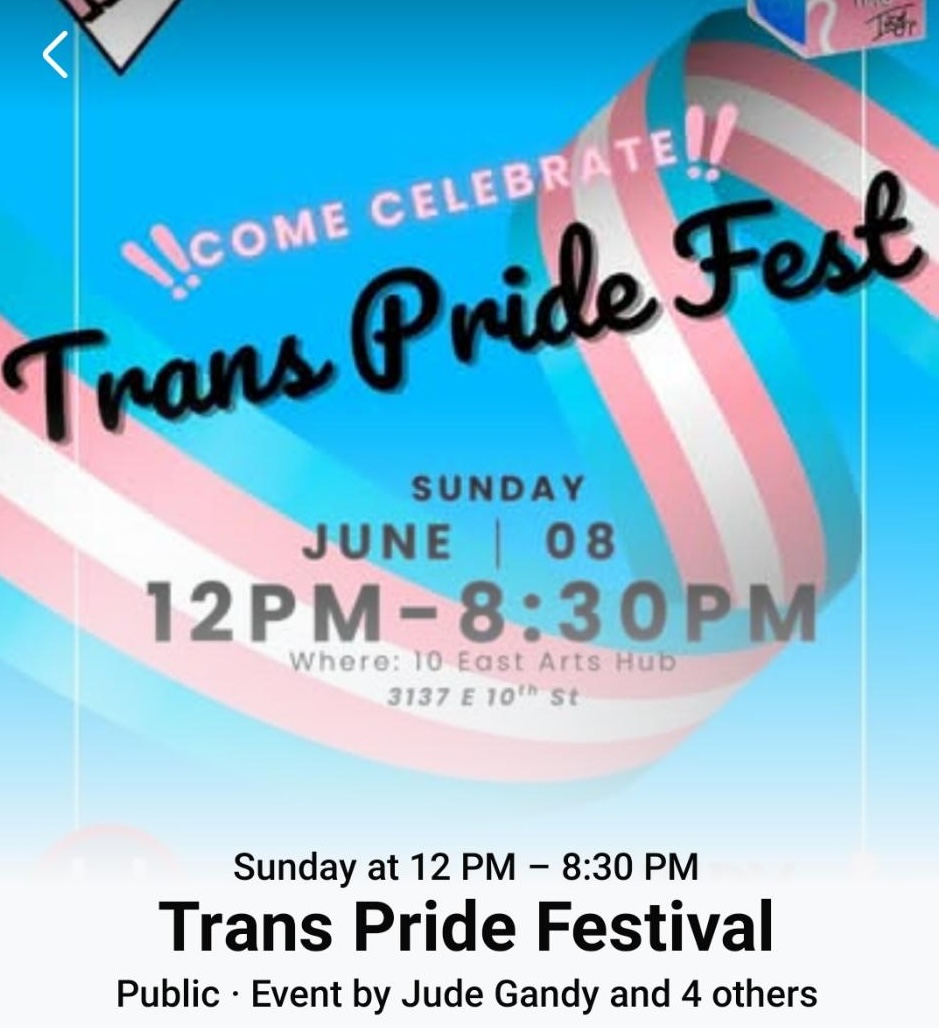 !!COME CELEBRATE!!
Trans Pride Fest
SUNDAY
JUNE | 08
12PM–8:30PM
Where: 10 East Arts Hub
3137 E 10th St
Sunday at 12 PM – 8:30 PM
Trans Pride Festival
Public · Event by Jude Gandy and 4 others